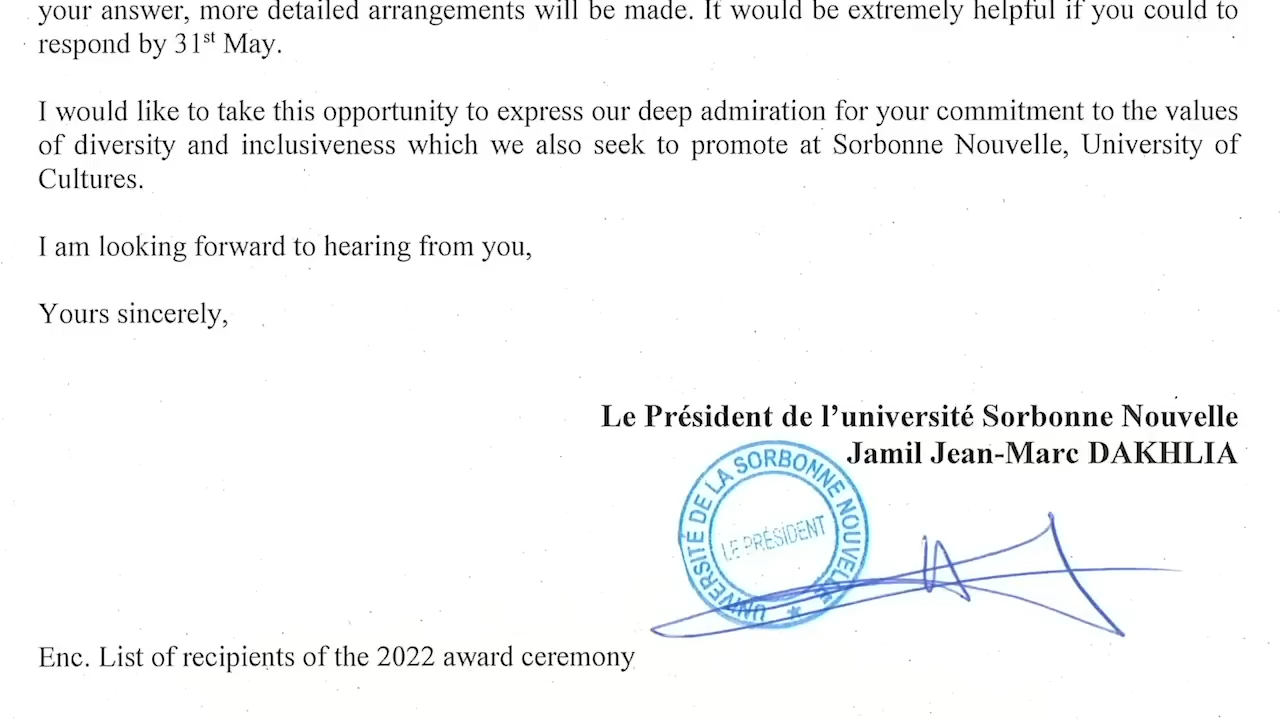 your answer, more detailed arrangements will be made. It would be extremely helpful if you could to
respond by 31st May.
I would like to take this opportunity to express our deep admiration for your commitment to the values
of diversity and inclusiveness which we also seek to promote at Sorbonne Nouvelle, University of
Cultures.
I am looking forward to hearing from you,
Yours sincerely,
Le Président de l’université Sorbonne Nouvelle
Jamil Jean-Marc DAKHLIA
UNIVERSITÉ DE LA SORBONNE NOUVELLE *
LE PRÉSIDENT
Enc. List of recipients of the 2022 award ceremony